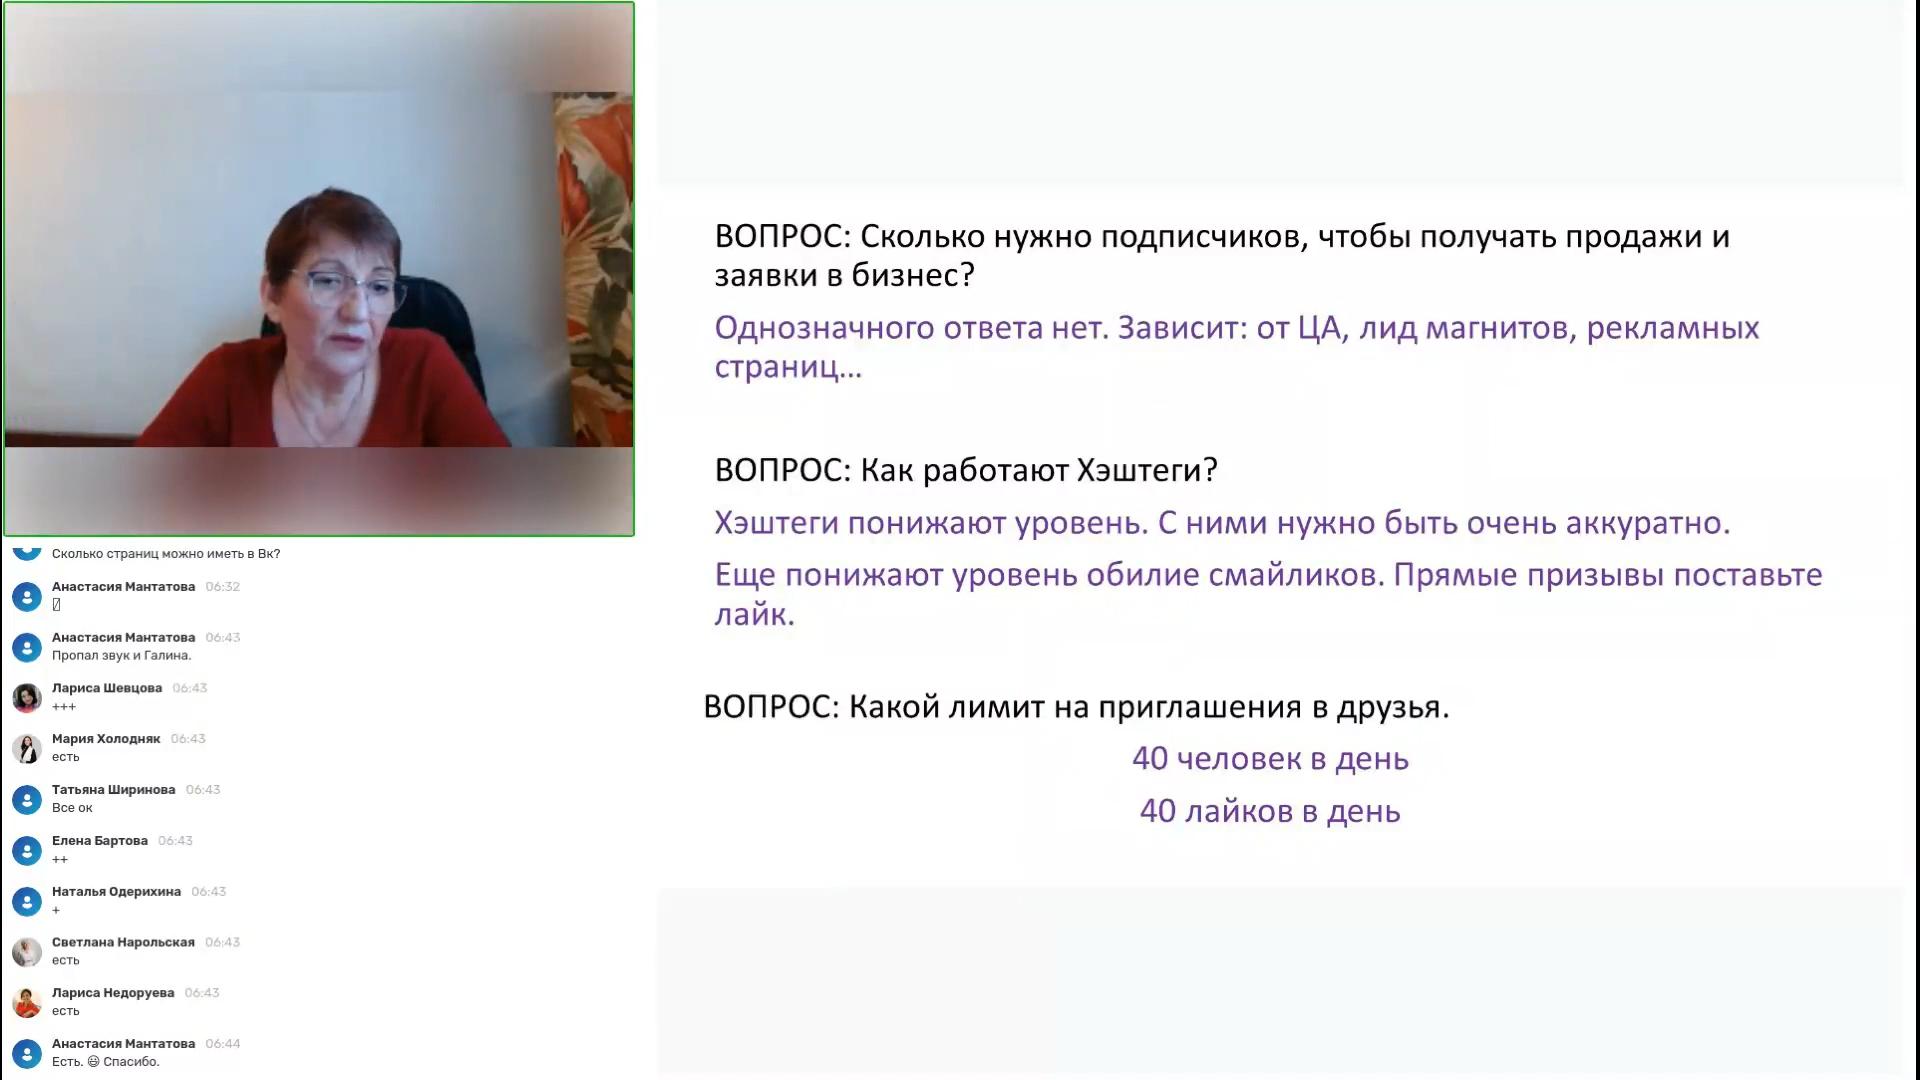 ВОПРОС: Сколько нужно подписчиков, чтобы получать продажи и
заявки в бизнес?
Однозначного ответа нет. Зависит: от ЦА, лид магнитов, рекламных
страниц...
ВОПРОС: Как работают Хэштеги?
Хэштеги понижают уровень. С ними нужно быть очень аккуратно.
Еще понижают уровень обилие смайликов. Прямые призывы поставьте
лайк.
ВОПРОС: Какой лимит на приглашения в друзья.
40 человек в день
40 лайков в день
Сколько страниц можно иметь в Вк?
Анастасия Мантатова 06:32
Анастасия Мантатова 06:43
Пропал звук и Галина.
Лариса Шевцова 06:43
+++
Мария Холодняк 06:43
есть
Татьяна Ширинова 06:43
Все ок
Елена Бартова 06:43
++
Наталья Одерихина 06:43
+
Светлана Нарольская 06:43
есть
Лариса Недоруева 06:43
есть
Анастасия Мантатова 06:44
Есть. 😃 Спасибо.